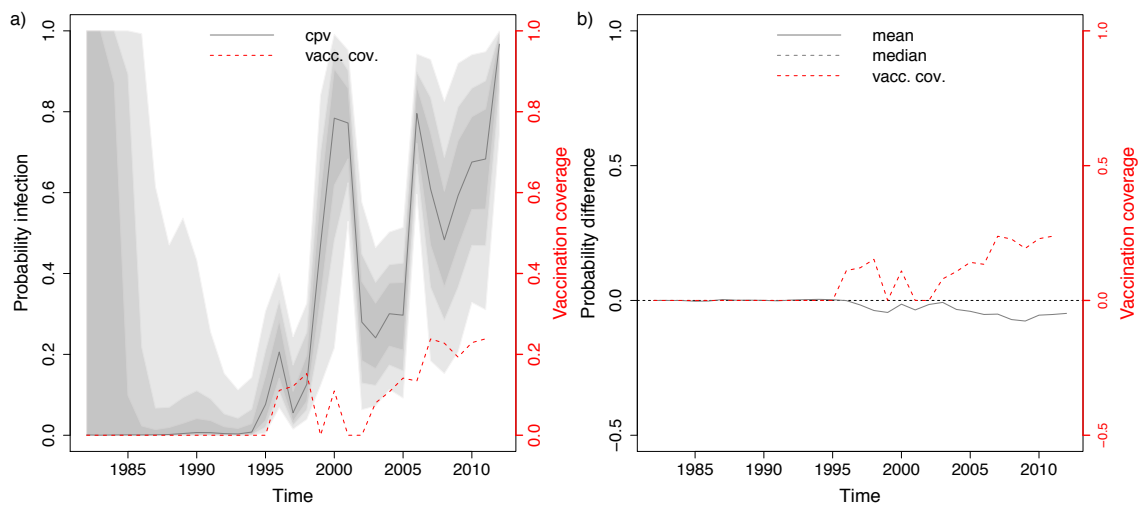 a)
cpv
vacc. cov.
1.0
0.8
0.6
0.4
0.2
0.0
Probability infection
1.0
0.8
0.6
0.4
0.2
0.0
Vaccination coverage
1985 1990 1995 2000 2005 2010
Time
b)
mean
median
vacc. cov.
1.0
0.5
0.0
−0.5
Probability difference
1.0
0.5
0.0
−0.5
Vaccination coverage
1985 1990 1995 2000 2005 2010
Time